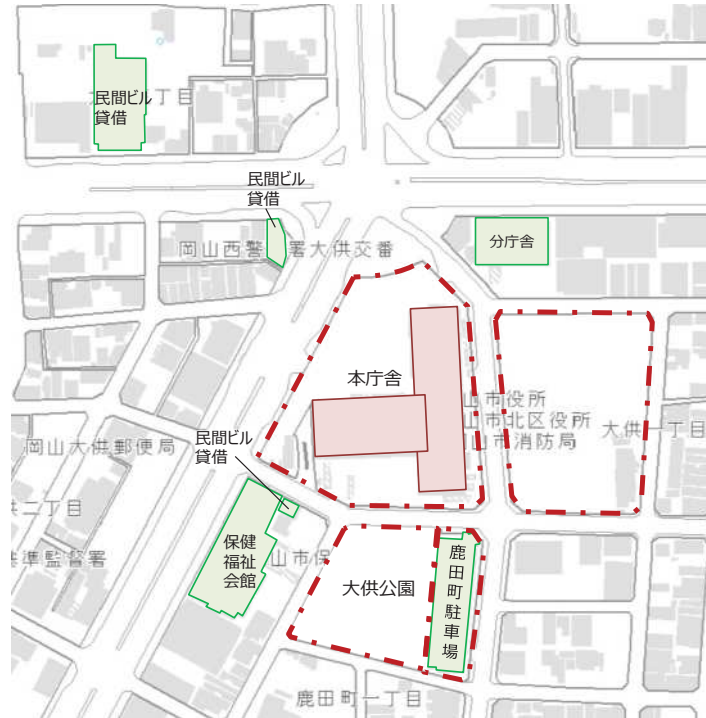 民間ビル
貸借
丁目
民間ビル
貸借
岡山西警
署大供交番
分庁舎
本庁舎
山市役所
山市北区役所
山市消防局
大供一丁目
民間ビル
貸借
岡山大供郵便局
供二丁目
準監督署
保健
福祉
会館
山市保
大供公園
鹿田町駐車場
鹿田町一丁目